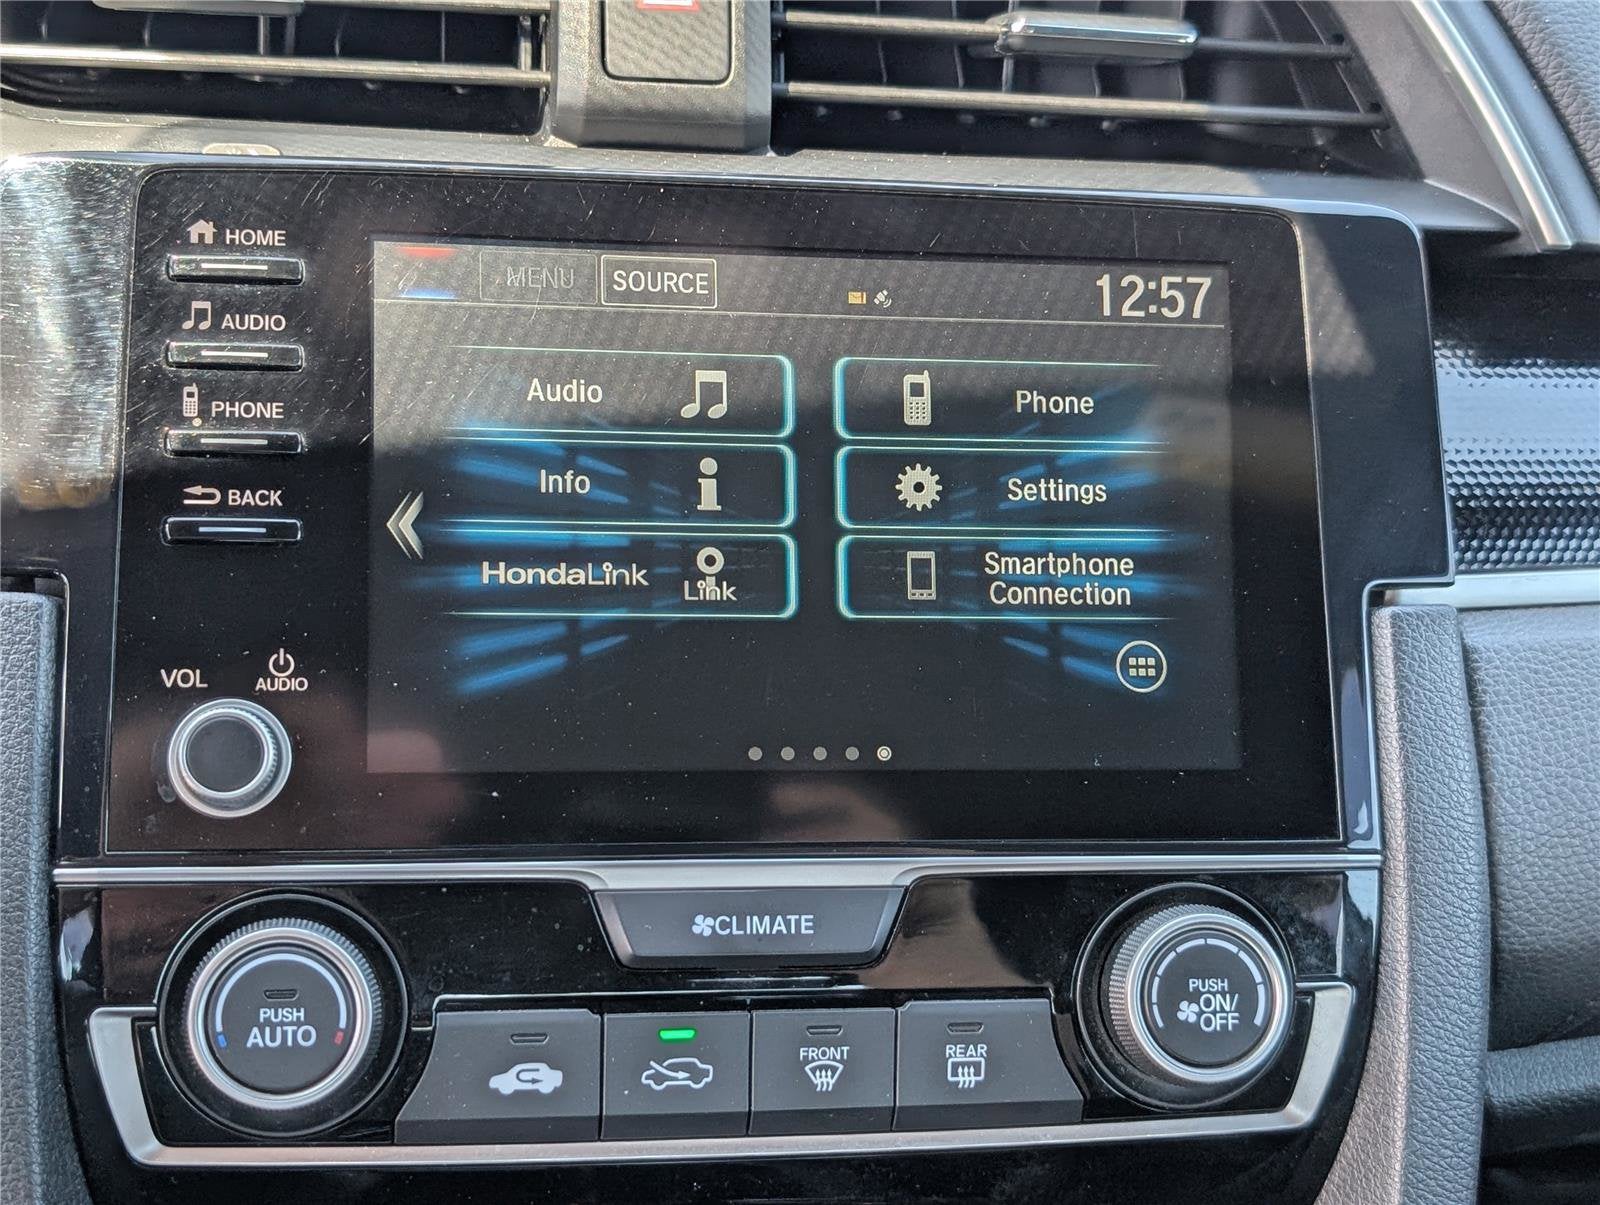 HOME
AUDIO
PHONE
BACK
VOL
AUDIO
MENU
SOURCE
12:57
Audio
Phone
Info
Settings
HondaLink
Link
Smartphone
Connection
CLIMATE
PUSH
AUTO
FRONT
REAR
PUSH
ON/
OFF